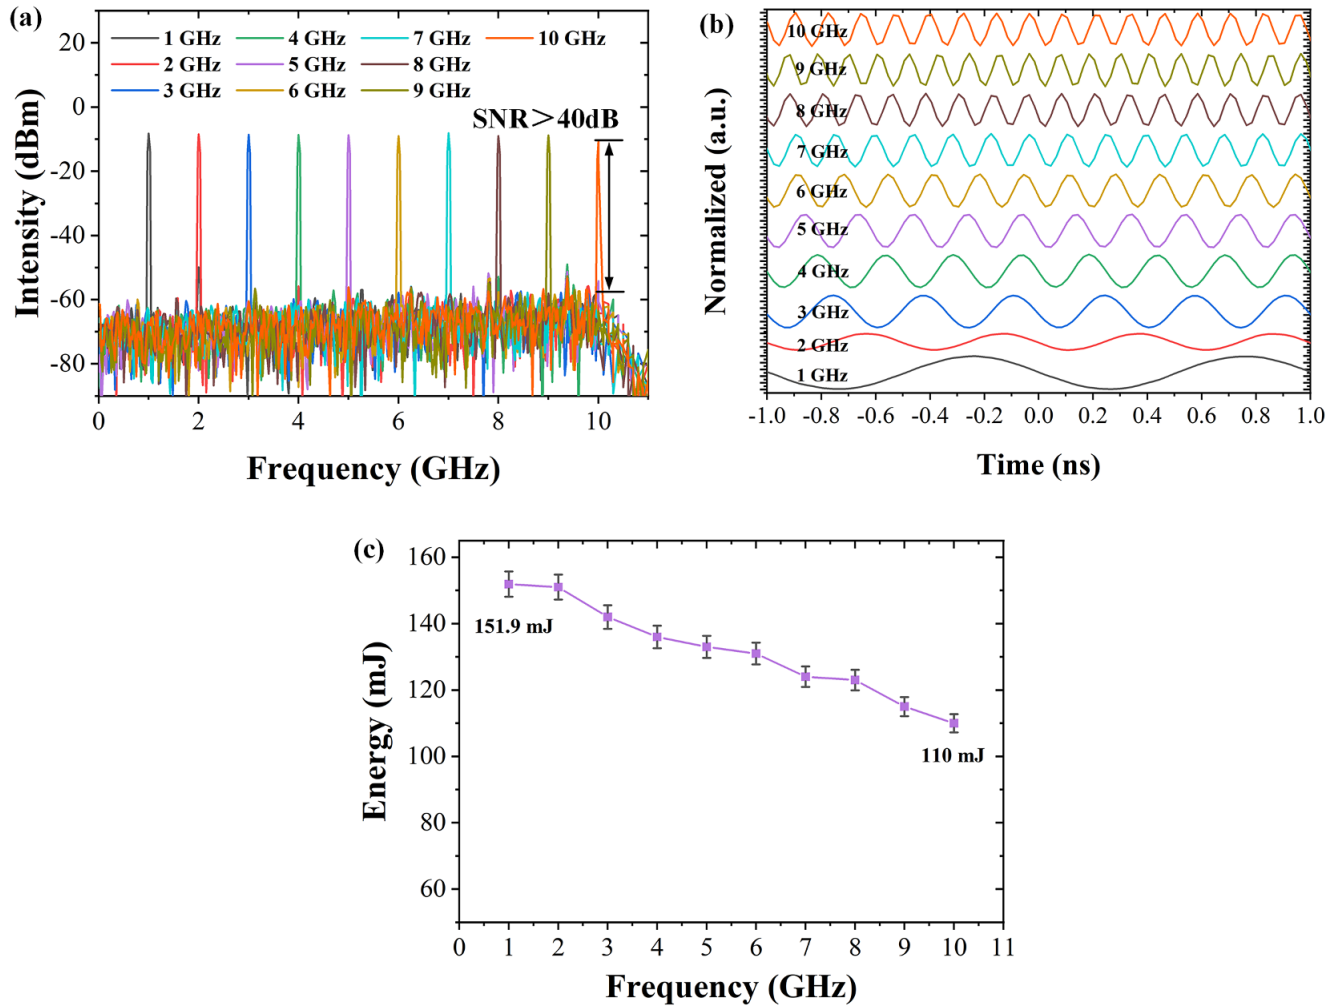 (a)
Intensity (dBm)
20
0
-20
-40
-60
-80
1 GHz 4 GHz 7 GHz 10 GHz
2 GHz 5 GHz 8 GHz
3 GHz 6 GHz 9 GHz
SNR＞40dB
0 2 4 6 8 10
Frequency (GHz)
(b)
Normalized (a.u.)
10 GHz
9 GHz
8 GHz
7 GHz
6 GHz
5 GHz
4 GHz
3 GHz
2 GHz
1 GHz
-1.0 -0.8 -0.6 -0.4 -0.2 0.0 0.2 0.4 0.6 0.8 1.0
Time (ns)
(c)
Energy (mJ)
160
140
120
100
80
60
151.9 mJ
110 mJ
0 1 2 3 4 5 6 7 8 9 10 11
Frequency (GHz)